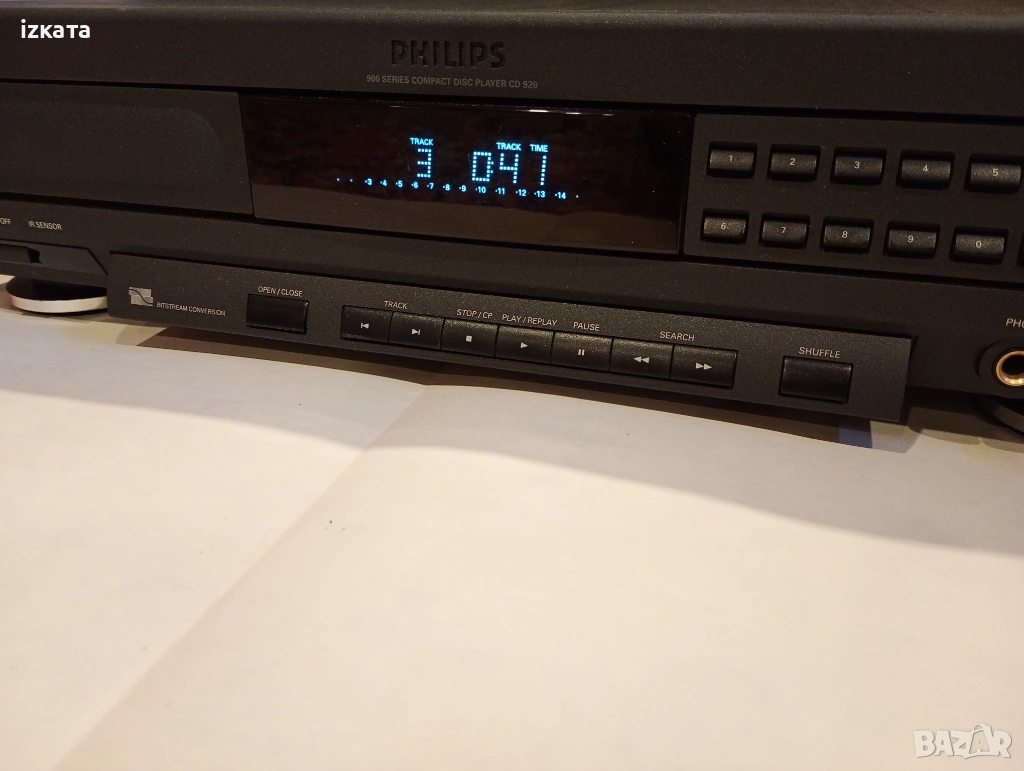 izkata
PHILIPS
900 SERIES COMPACT DISC PLAYER CD 920
TRACK TRACK TIME
3 041
·3 ·4 ·5 ·6 ·7 ·8 ·9 ·10 ·11 ·12 ·13 ·14 ·
1 2 3 4 5
6 7 8 9 0
OFF IR SENSOR
BITSTREAM CONVERSION
OPEN/CLOSE
TRACK STOP/CP PLAY/REPLAY PAUSE SEARCH
SHUFFLE
PHO
BAZAR